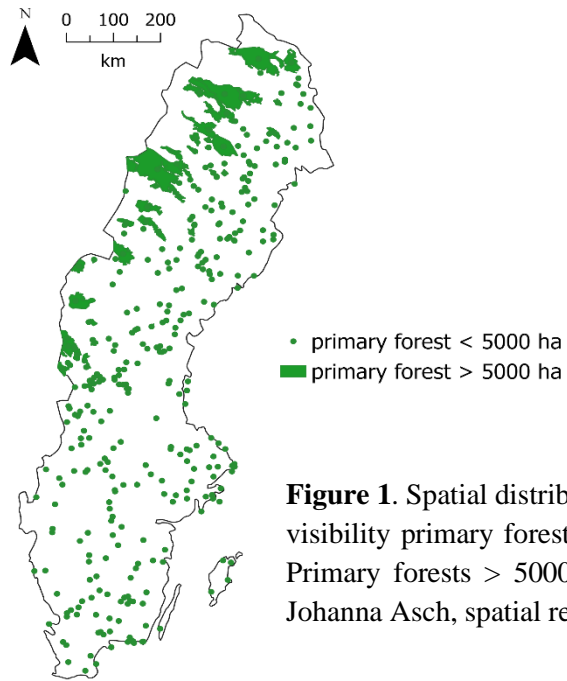 N
0 100 200
km
primary forest < 5000 ha
primary forest > 5000 ha
Figure 1. Spatial distrib
visibility primary forest
Primary forests > 5000
Johanna Asch, spatial re